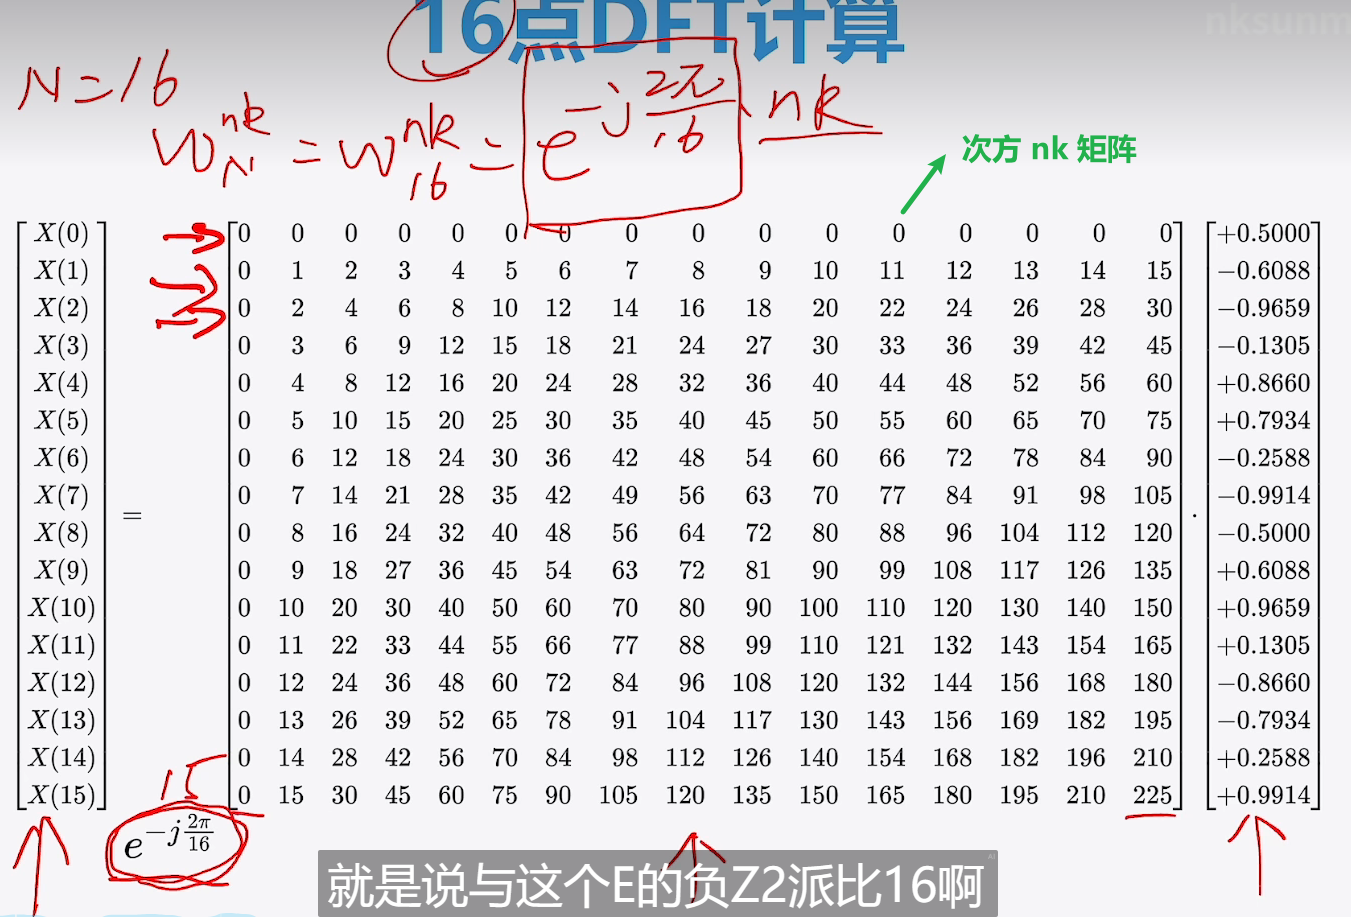 16点DFT计算
nksunm
N=16
W_N^{nk} = W_{16}^{nk} = e^{-j\frac{2π}{16}·nk}
次方 nk 矩阵
X(0) 0 0 0 0 0 0 0 0 0 0 0 0 0 0 0 0 +0.5000
X(1) 0 1 2 3 4 5 6 7 8 9 10 11 12 13 14 15 −0.6088
X(2) 0 2 4 6 8 10 12 14 16 18 20 22 24 26 28 30 −0.9659
X(3) 0 3 6 9 12 15 18 21 24 27 30 33 36 39 42 45 −0.1305
X(4) 0 4 8 12 16 20 24 28 32 36 40 44 48 52 56 60 +0.8660
X(5) 0 5 10 15 20 25 30 35 40 45 50 55 60 65 70 75 +0.7934
X(6) 0 6 12 18 24 30 36 42 48 54 60 66 72 78 84 90 −0.2588
X(7) 0 7 14 21 28 35 42 49 56 63 70 77 84 91 98 105 −0.9914
= ·
X(8) 0 8 16 24 32 40 48 56 64 72 80 88 96 104 112 120 −0.5000
X(9) 0 9 18 27 36 45 54 63 72 81 90 99 108 117 126 135 +0.6088
X(10) 0 10 20 30 40 50 60 70 80 90 100 110 120 130 140 150 +0.9659
X(11) 0 11 22 33 44 55 66 77 88 99 110 121 132 143 154 165 +0.1305
X(12) 0 12 24 36 48 60 72 84 96 108 120 132 144 156 168 180 −0.8660
X(13) 0 13 26 39 52 65 78 91 104 117 130 143 156 169 182 195 −0.7934
X(14) 0 14 28 42 56 70 84 98 112 126 140 154 168 182 196 210 +0.2588
X(15) 0 15 30 45 60 75 90 105 120 135 150 165 180 195 210 225 +0.9914
15
e^{-j\frac{2π}{16}}
就是说与这个E的负Z2派比16啊